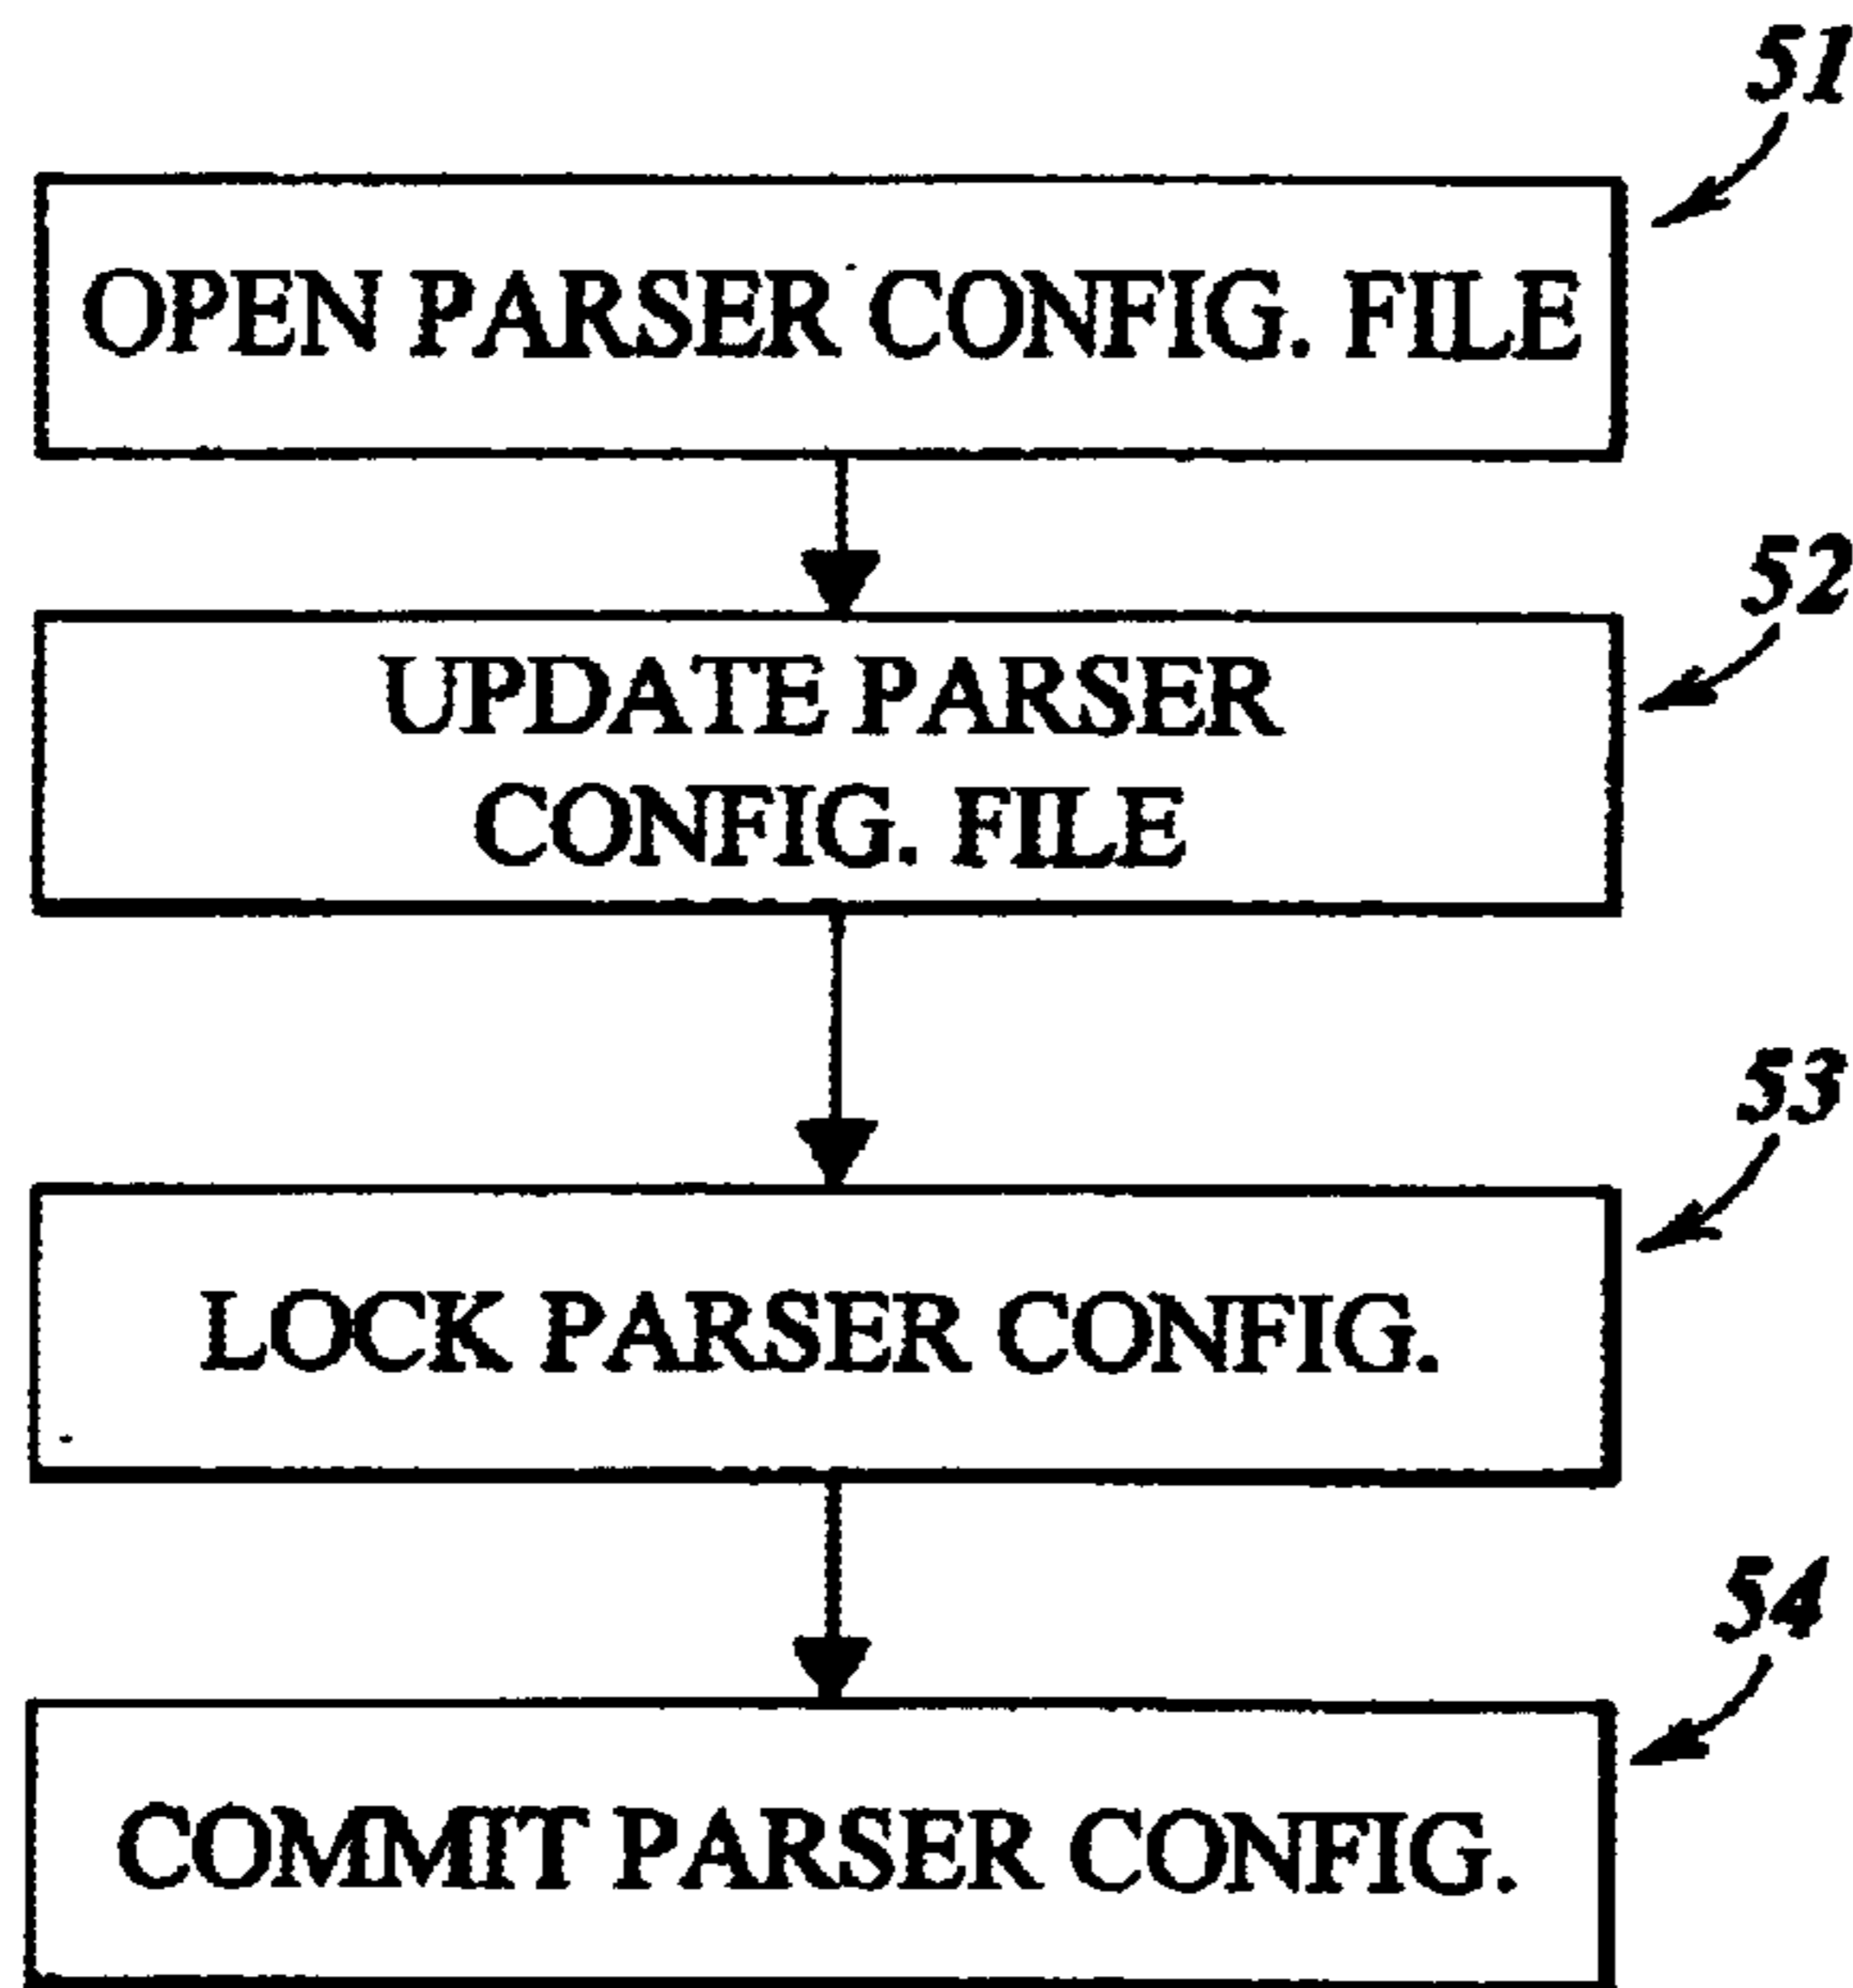 51
OPEN PARSER CONFIG. FILE
52
UPDATE PARSER
CONFIG. FILE
53
LOCK PARSER CONFIG.
54
COMMIT PARSER CONFIG.